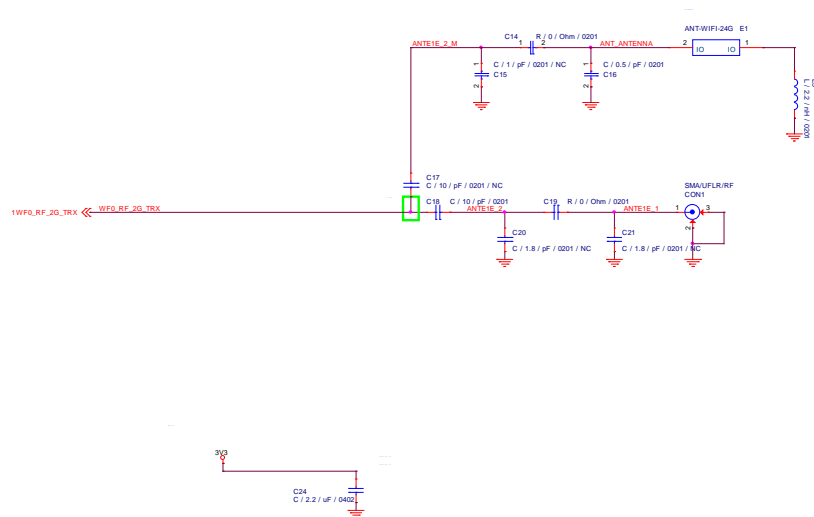 ANT-WIFI-24G E1
C14 R / 0 / Ohm / 0201
ANTE1E_2_M 1 2 ANT_ANTENNA 2 IO IO 1
C / 1 / pF / 0201 / NC C / 0.5 / pF / 0201
1 C15 1 C16
2 2
L / 2.2 / nH / 0201
C17
C / 10 / pF / 0201 / NC
SMA/UFLR/RF
CON1
C18 C / 10 / pF / 0201 C19 R / 0 / Ohm / 0201
1WF0_RF_2G_TRX WF0_RF_2G_TRX ANTE1E_2 ANTE1E_1 1 3
2
C20 C21
C / 1.8 / pF / 0201 / NC C / 1.8 / pF / 0201 / NC
3V3
C24
C / 2.2 / uF / 0402